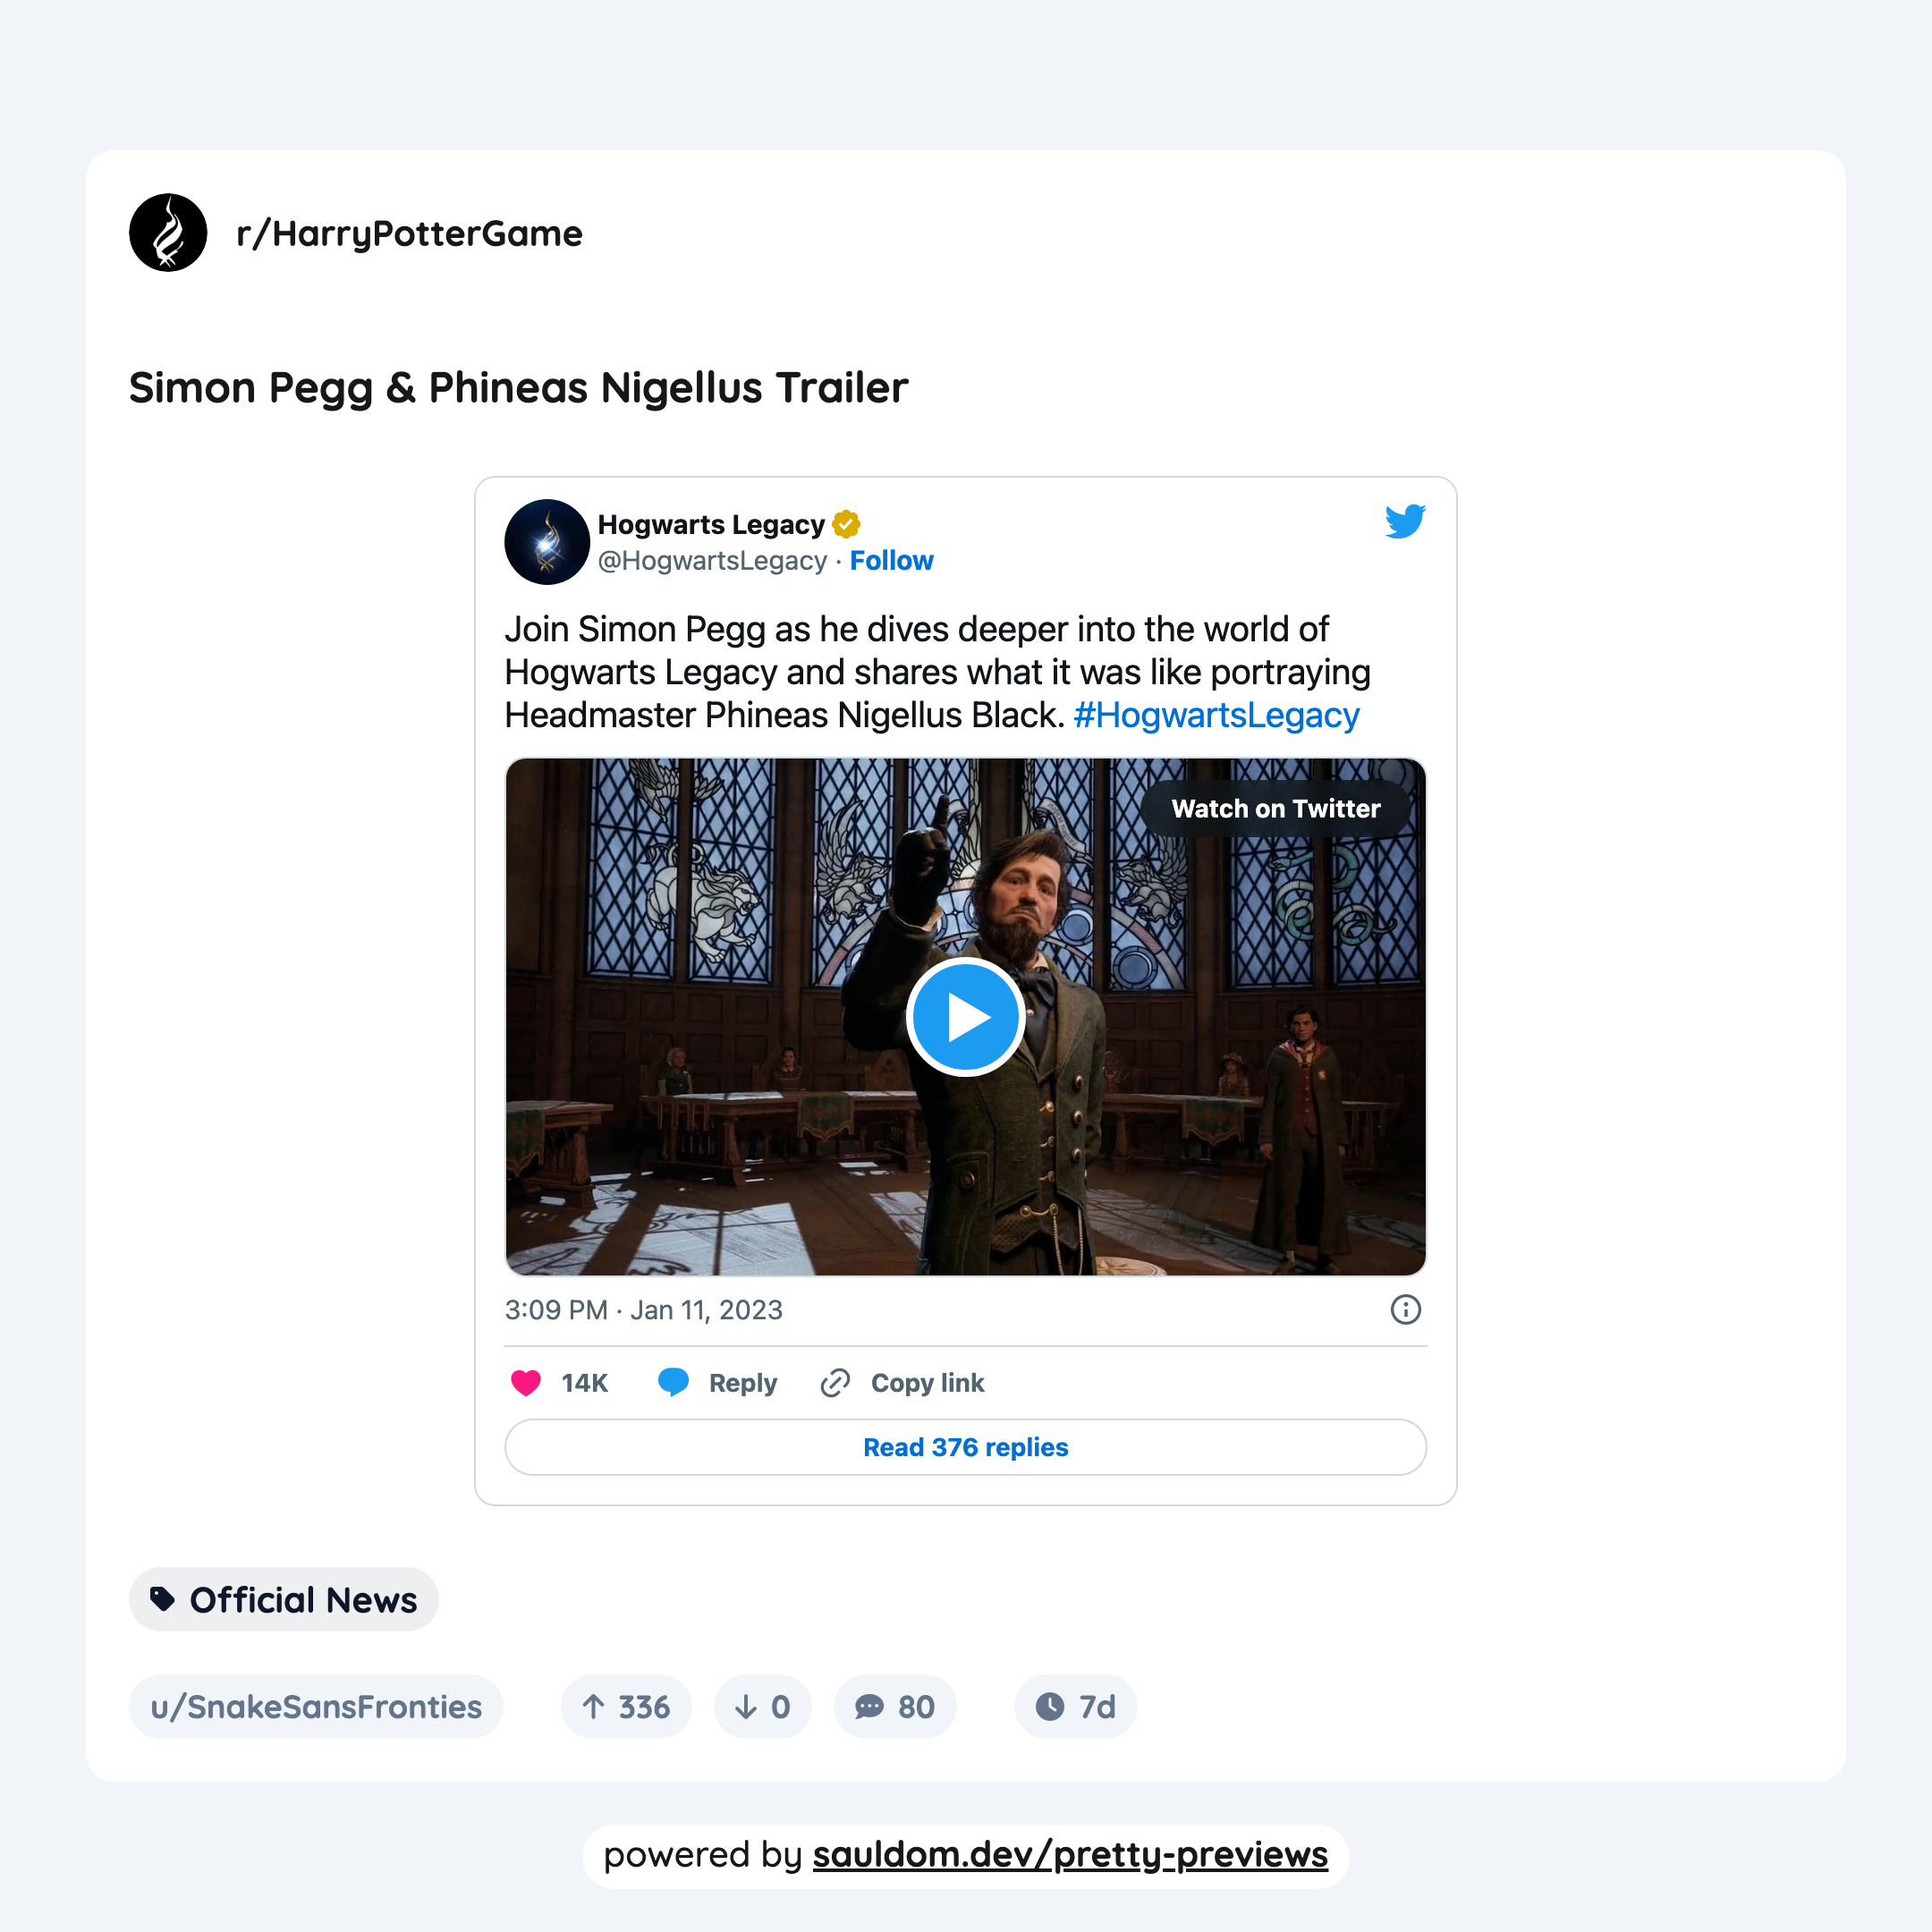 r/HarryPotterGame
Simon Pegg & Phineas Nigellus Trailer
Hogwarts Legacy
@HogwartsLegacy · Follow
Join Simon Pegg as he dives deeper into the world of
Hogwarts Legacy and shares what it was like portraying
Headmaster Phineas Nigellus Black. #HogwartsLegacy
Watch on Twitter
3:09 PM · Jan 11, 2023
14K Reply Copy link
Read 376 replies
Official News
u/SnakeSansFronties 336 0 80 7d
powered by sauldom.dev/pretty-previews